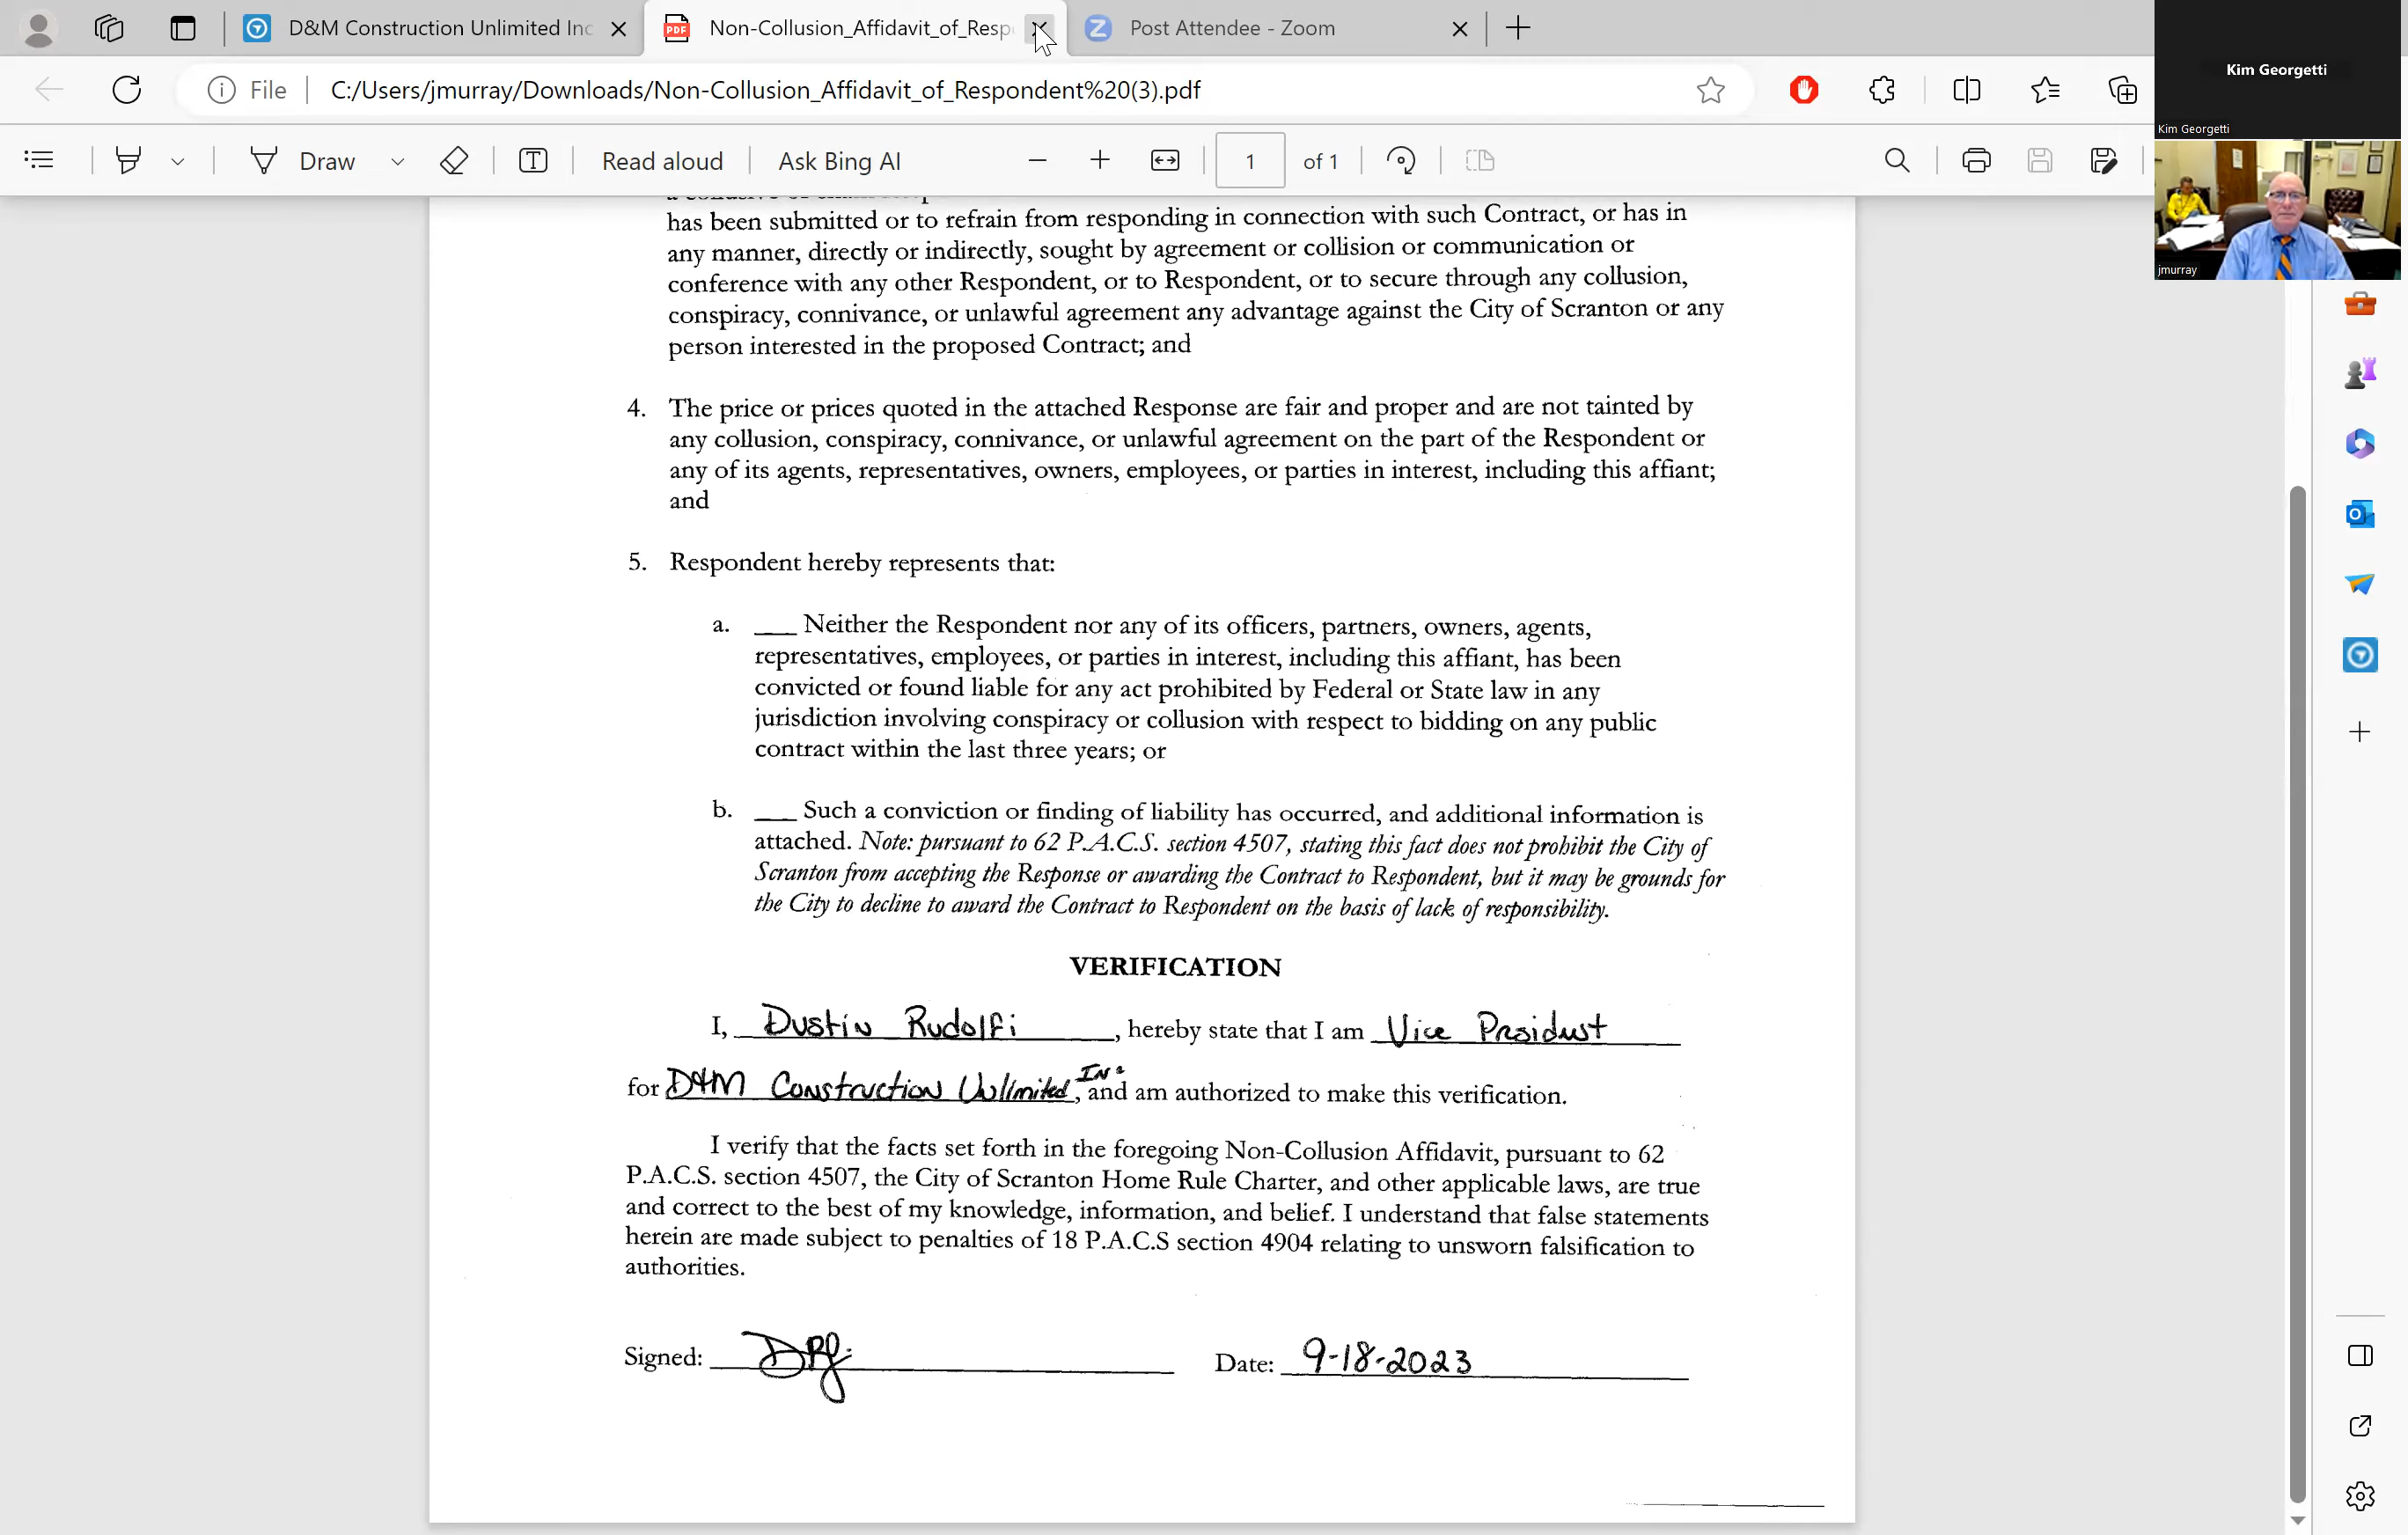 D&M Construction Unlimited Inc
Non-Collusion_Affidavit_of_Resp
Post Attendee - Zoom
File
C:/Users/jmurray/Downloads/Non-Collusion_Affidavit_of_Respondent%20(3).pdf
Draw
Read aloud
Ask Bing AI
1 of 1
Kim Georgetti
Kim Georgetti
jmurray
has been submitted or to refrain from responding in connection with such Contract, or has in
any manner, directly or indirectly, sought by agreement or collision or communication or
conference with any other Respondent, or to Respondent, or to secure through any collusion,
conspiracy, connivance, or unlawful agreement any advantage against the City of Scranton or any
person interested in the proposed Contract; and
4. The price or prices quoted in the attached Response are fair and proper and are not tainted by
any collusion, conspiracy, connivance, or unlawful agreement on the part of the Respondent or
any of its agents, representatives, owners, employees, or parties in interest, including this affiant;
and
5. Respondent hereby represents that:
a. ___ Neither the Respondent nor any of its officers, partners, owners, agents,
representatives, employees, or parties in interest, including this affiant, has been
convicted or found liable for any act prohibited by Federal or State law in any
jurisdiction involving conspiracy or collusion with respect to bidding on any public
contract within the last three years; or
b. ___ Such a conviction or finding of liability has occurred, and additional information is
attached. Note: pursuant to 62 P.A.C.S. section 4507, stating this fact does not prohibit the City of
Scranton from accepting the Response or awarding the Contract to Respondent, but it may be grounds for
the City to decline to award the Contract to Respondent on the basis of lack of responsibility.
VERIFICATION
I, Dustin Rudolfi, hereby state that I am Vice President
for D&M Construction Unlimited, Inc and am authorized to make this verification.
I verify that the facts set forth in the foregoing Non-Collusion Affidavit, pursuant to 62
P.A.C.S. section 4507, the City of Scranton Home Rule Charter, and other applicable laws, are true
and correct to the best of my knowledge, information, and belief. I understand that false statements
herein are made subject to penalties of 18 P.A.C.S section 4904 relating to unsworn falsification to
authorities.
Signed: Date: 9-18-2023